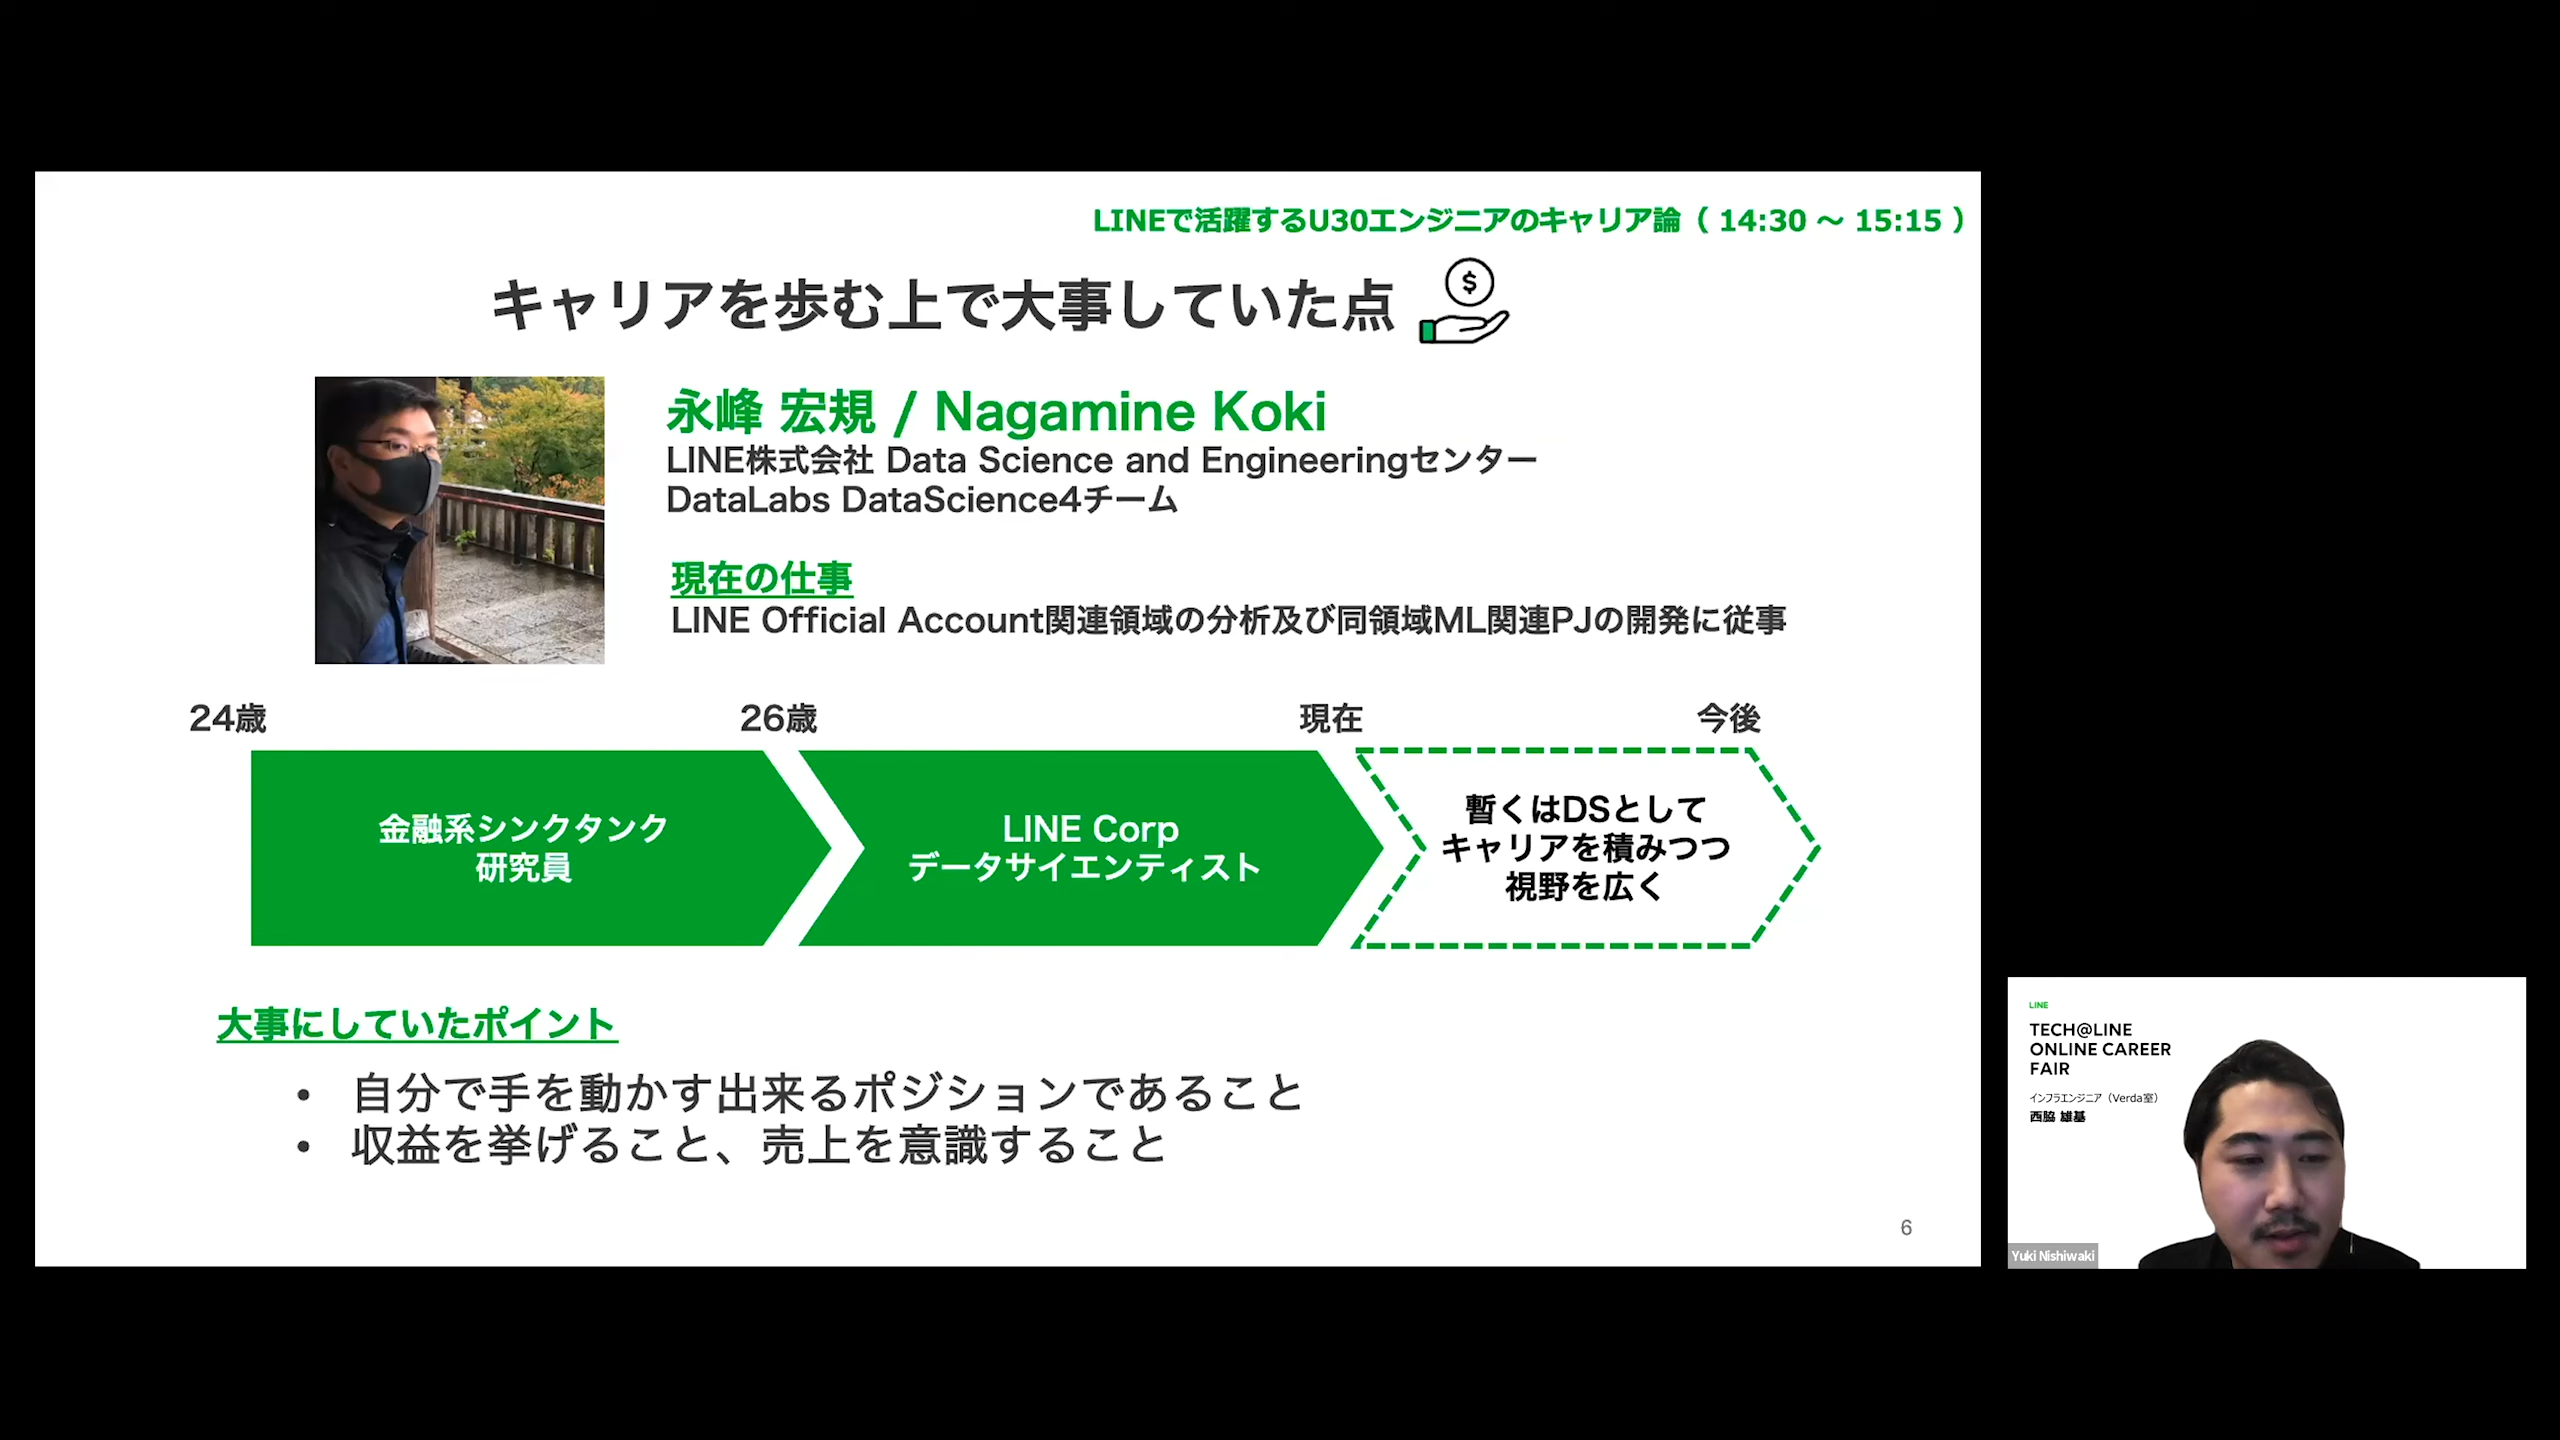 LINEで活躍するU30エンジニアのキャリア論（ 14:30 ～ 15:15 ）
キャリアを歩む上で大事していた点
$
永峰 宏規 / Nagamine Koki
LINE株式会社 Data Science and Engineeringセンター
DataLabs DataScience4チーム
現在の仕事
LINE Official Account関連領域の分析及び同領域ML関連PJの開発に従事
24歳
26歳
現在
今後
金融系シンクタンク
研究員
LINE Corp
データサイエンティスト
暫くはDSとして
キャリアを積みつつ
視野を広く
大事にしていたポイント
• 自分で手を動かす出来るポジションであること
• 収益を挙げること、売上を意識すること
6
LINE
TECH@LINE
ONLINE CAREER
FAIR
インフラエンジニア（Verda室）
西脇 雄基
Yuki Nishiwaki